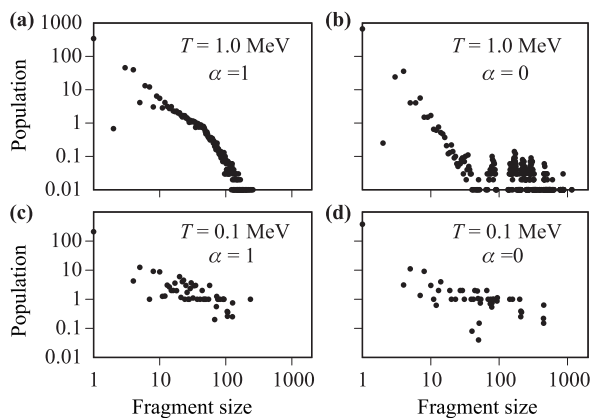 (a)
1000
100
10
1
0.1
0.01
Population
T = 1.0 MeV
α =1
(b)
T = 1.0 MeV
α = 0
(c)
100
10
1
0.1
0.01
Population
T = 0.1 MeV
α = 1
1 10 100 1000
Fragment size
(d)
T = 0.1 MeV
α =0
1 10 100 1000
Fragment size